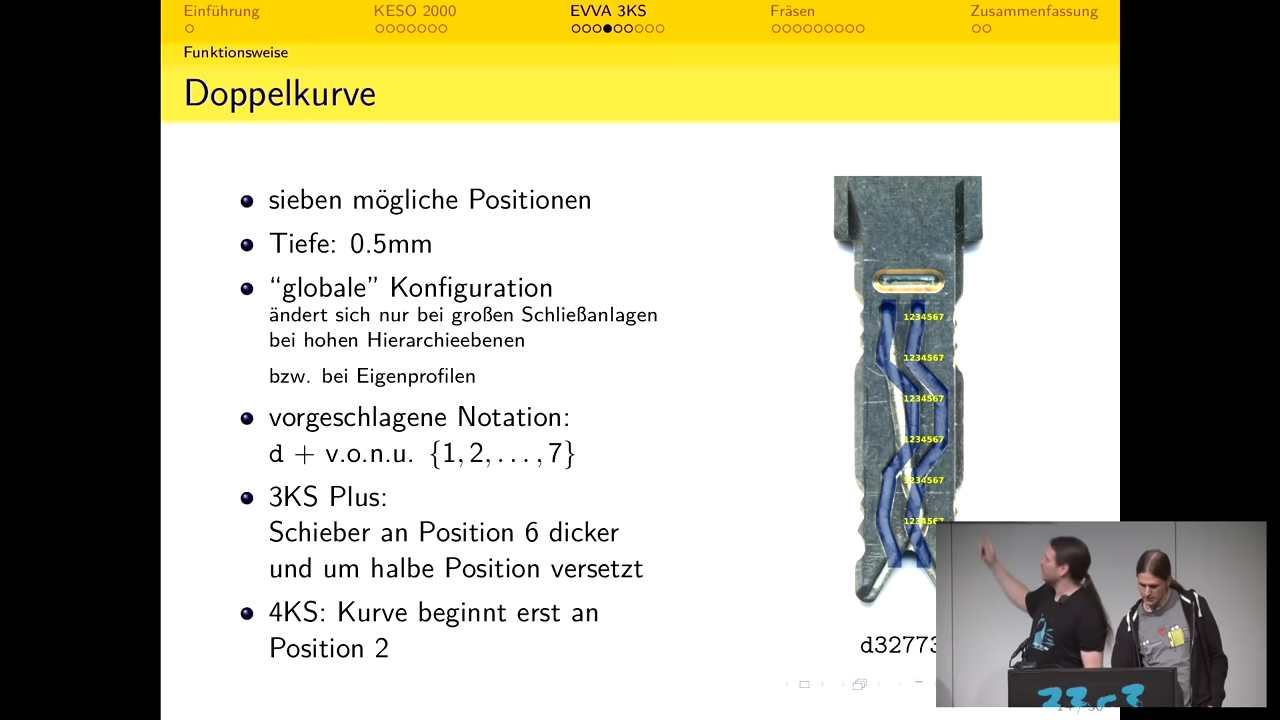 Einführung
KESO 2000
EVVA 3KS
Fräsen
Zusammenfassung
Funktionsweise
Doppelkurve
sieben mögliche Positionen
Tiefe: 0.5mm
“globale” Konfiguration
ändert sich nur bei großen Schließanlagen
bei hohen Hierarchieebenen
bzw. bei Eigenprofilen
vorgeschlagene Notation:
d + v.o.n.u. {1, 2, . . . , 7}
3KS Plus:
Schieber an Position 6 dicker
und um halbe Position versetzt
4KS: Kurve beginnt erst an
Position 2
1234567
1234567
1234567
1234567
1234567
1234567
d32773
33c3